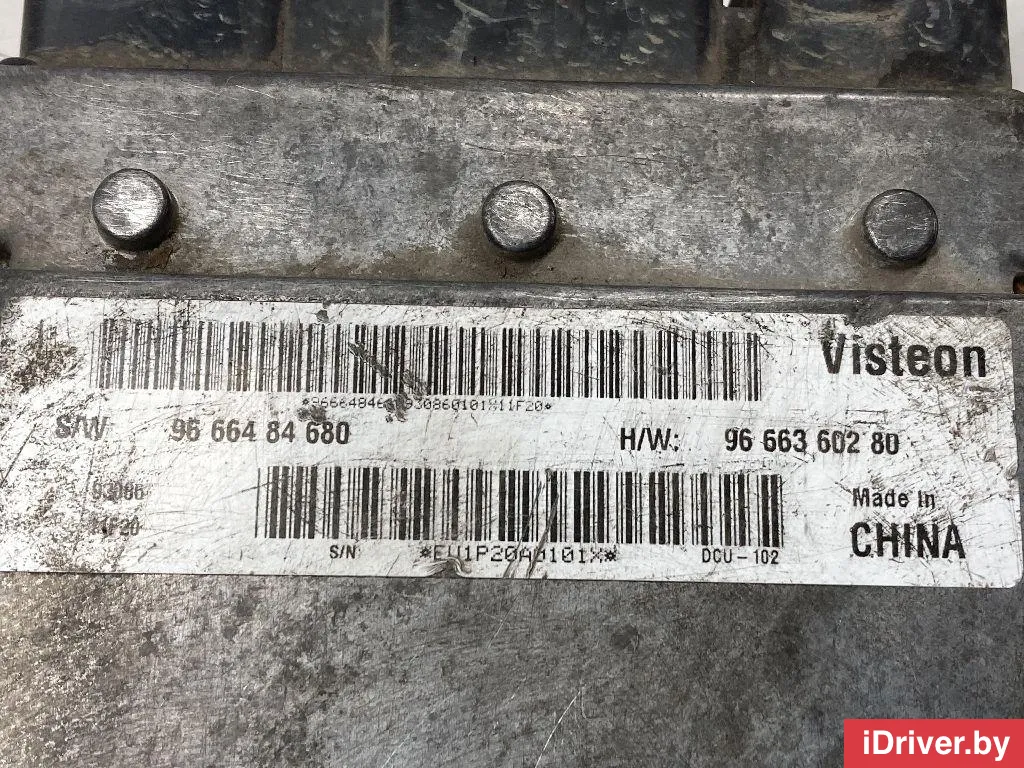 Visteon
S/W: 96 664 84 680 H/W: 96 663 602 80
Made In
CHINA
S/N DCU-102
iDriver.by